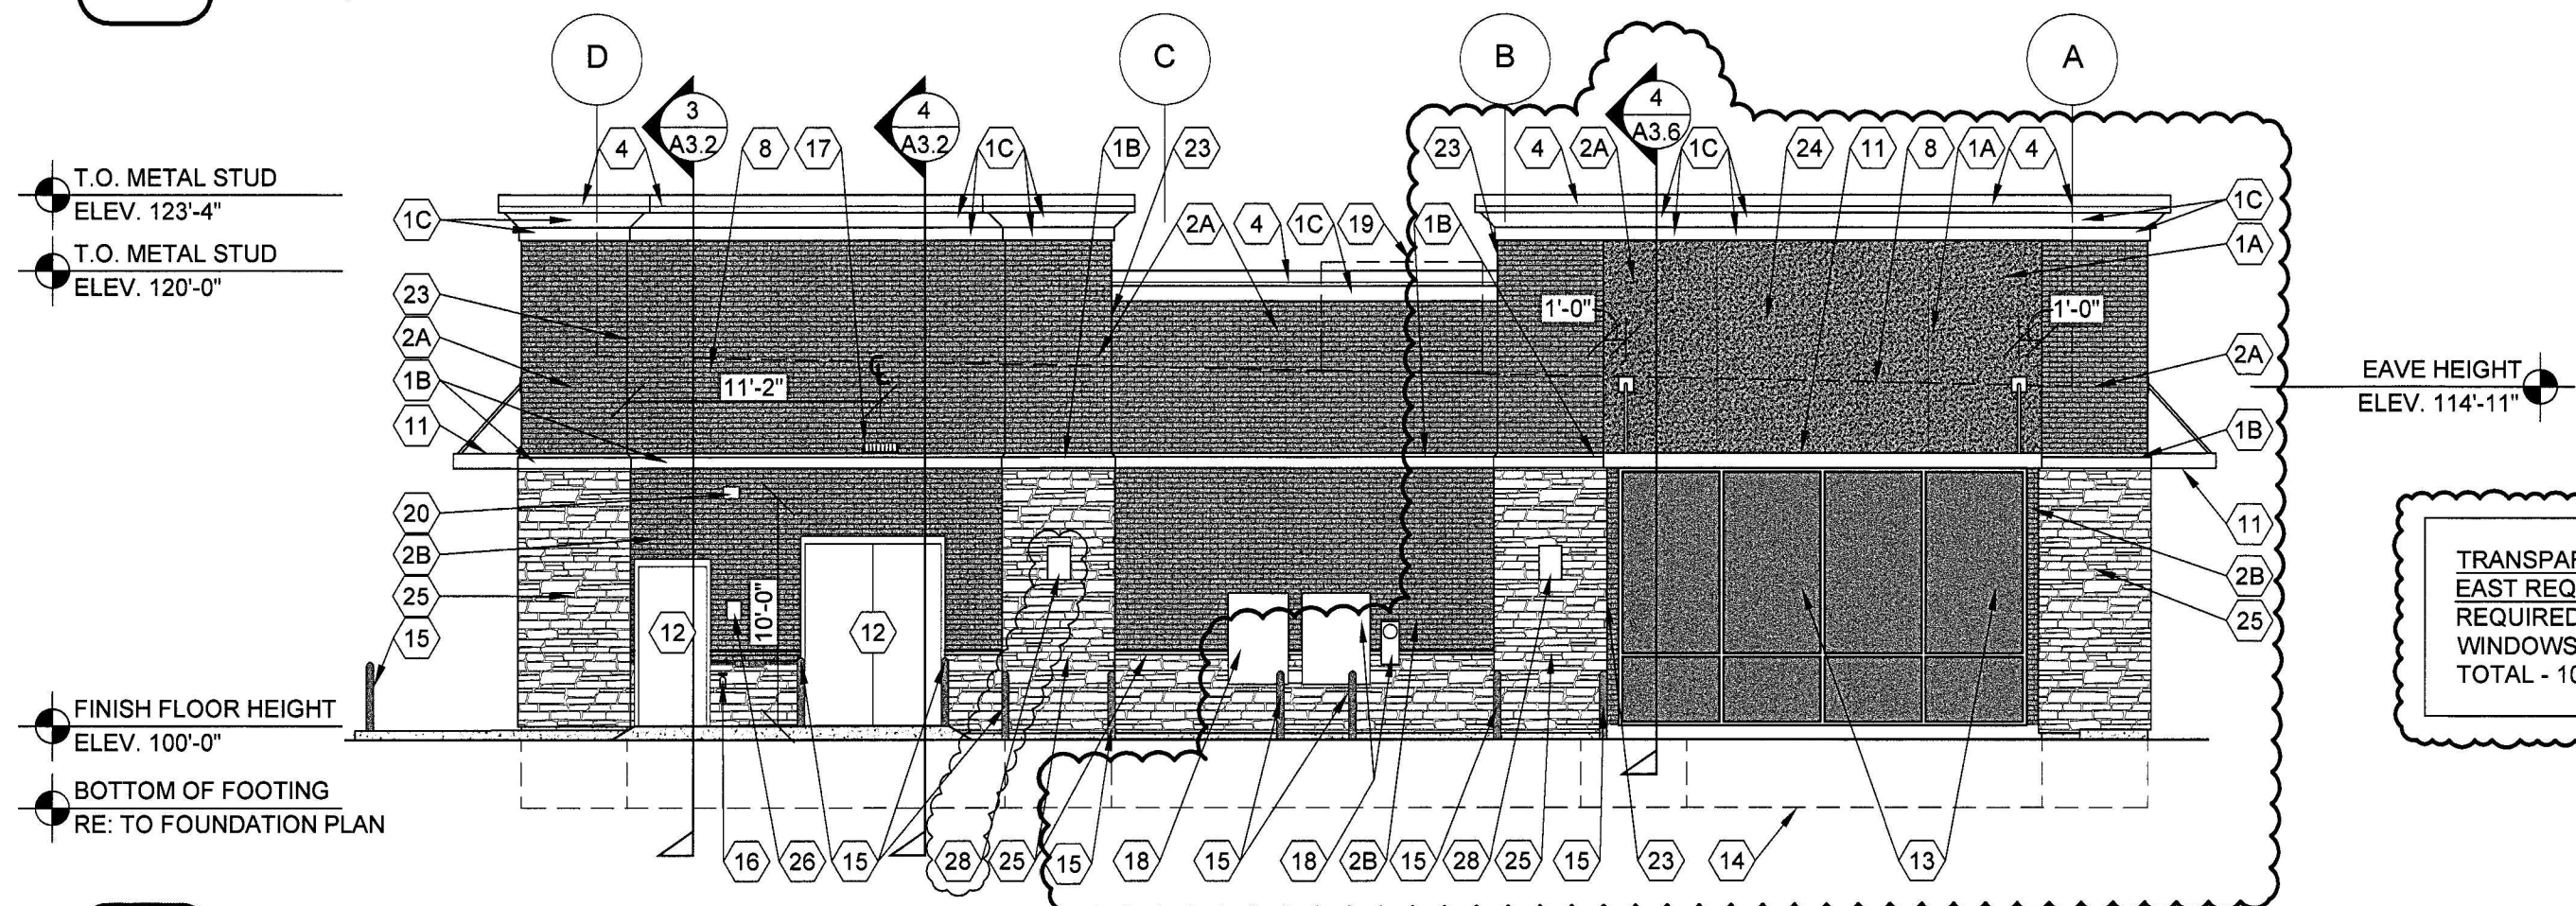 D
C
B
A
3
A3.2
4
A3.2
4
A3.6
4
8
17
1C
1B
23
23
4
2A
1C
24
11
8
1A
4
T.O. METAL STUD
ELEV. 123'-4"
T.O. METAL STUD
ELEV. 120'-0"
1C
23
2A
1B
11
20
2B
25
15
2A
4
1C
19
1B
1'-0"
1'-0"
11'-2"
10'-0"
12
12
1C
1A
2A
1B
11
2B
25
EAVE HEIGHT
ELEV. 114'-11"
FINISH FLOOR HEIGHT
ELEV. 100'-0"
BOTTOM OF FOOTING
RE: TO FOUNDATION PLAN
16
26
15
28
25
15
18
15
18
2B
15
28
25
15
23
14
13
EAST
REQUIRED
WINDOWS
TOTAL -